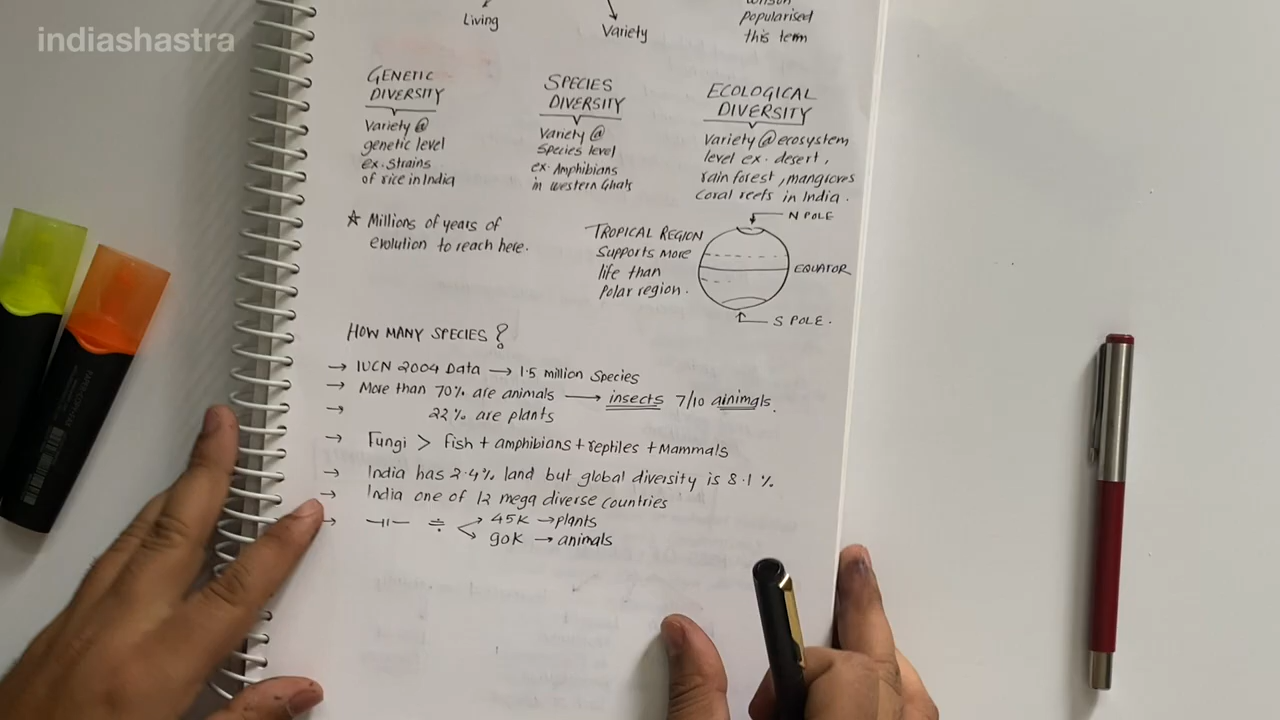 indiashastra
Living
Variety
popularised
this term
GENETIC
DIVERSITY
Variety @
genetic level
ex. strains
of rice in India
SPECIES
DIVERSITY
Variety @
species level
ex. Amphibians
in western Ghats
ECOLOGICAL
DIVERSITY
Variety @ ecosystem
level ex. desert,
rain forest, mangroves
Coral reefs in India.
☆ Millions of years of
evolution to reach here.
TROPICAL REGION
Supports more
life than
Polar region.
N POLE
EQUATOR
S POLE.
HOW MANY SPECIES?
→ IUCN 2004 Data → 1.5 million Species
→ More than 70% are animals → insects 7/10 ainimals.
→ 22% are plants
→ Fungi > fish + amphibians + reptiles + Mammals
→ India has 2.4% land but global diversity is 8.1 %
→ India one of 12 mega diverse countries
→ —ıı— ÷ 45K → plants
90K → animals